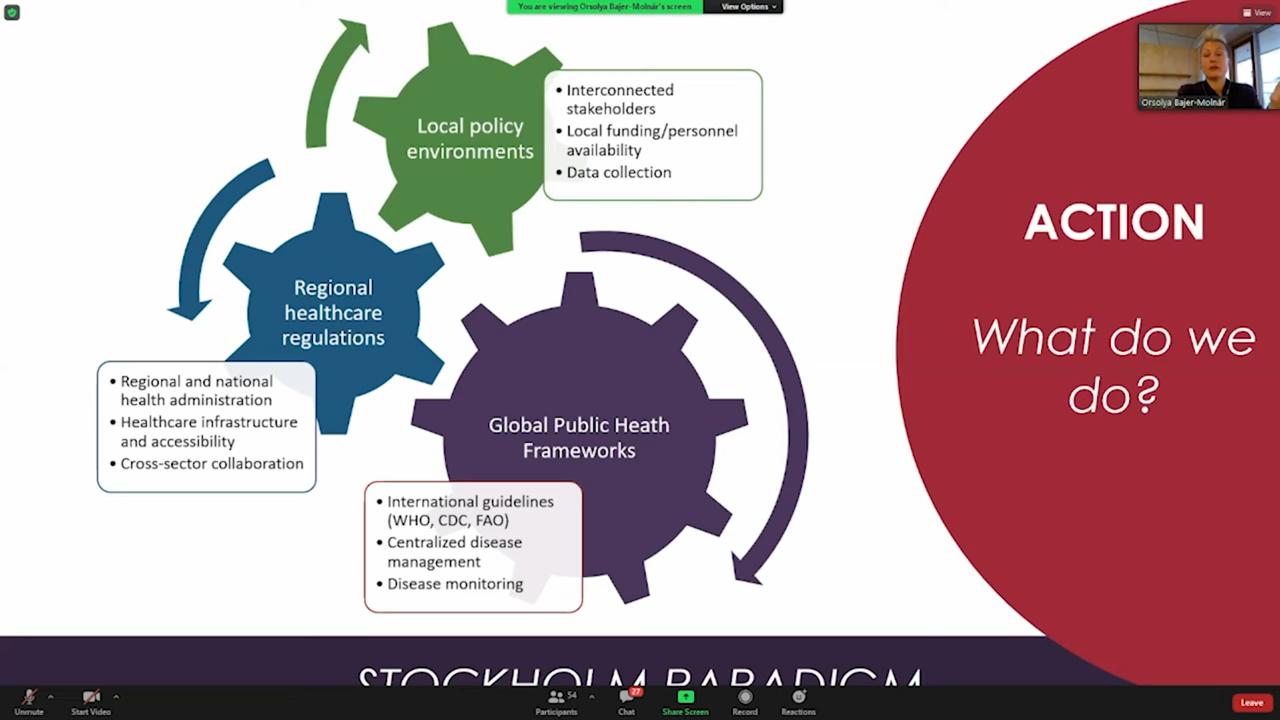 You are viewing Orsolya Bajer-Molnár's screen
View Options
View
Orsolya Bajer-Molnár
Local policy
environments
• Interconnected
stakeholders
• Local funding/personnel
availability
• Data collection
Regional
healthcare
regulations
• Regional and national
health administration
• Healthcare infrastructure
and accessibility
• Cross-sector collaboration
Global Public Heath
Frameworks
• International guidelines
(WHO, CDC, FAO)
• Centralized disease
management
• Disease monitoring
ACTION
What do we
do?
STOCKHOLM PARADIGM
Unmute
Start Video
54
Participants
27
Chat
Share Screen
Record
Reactions
Leave